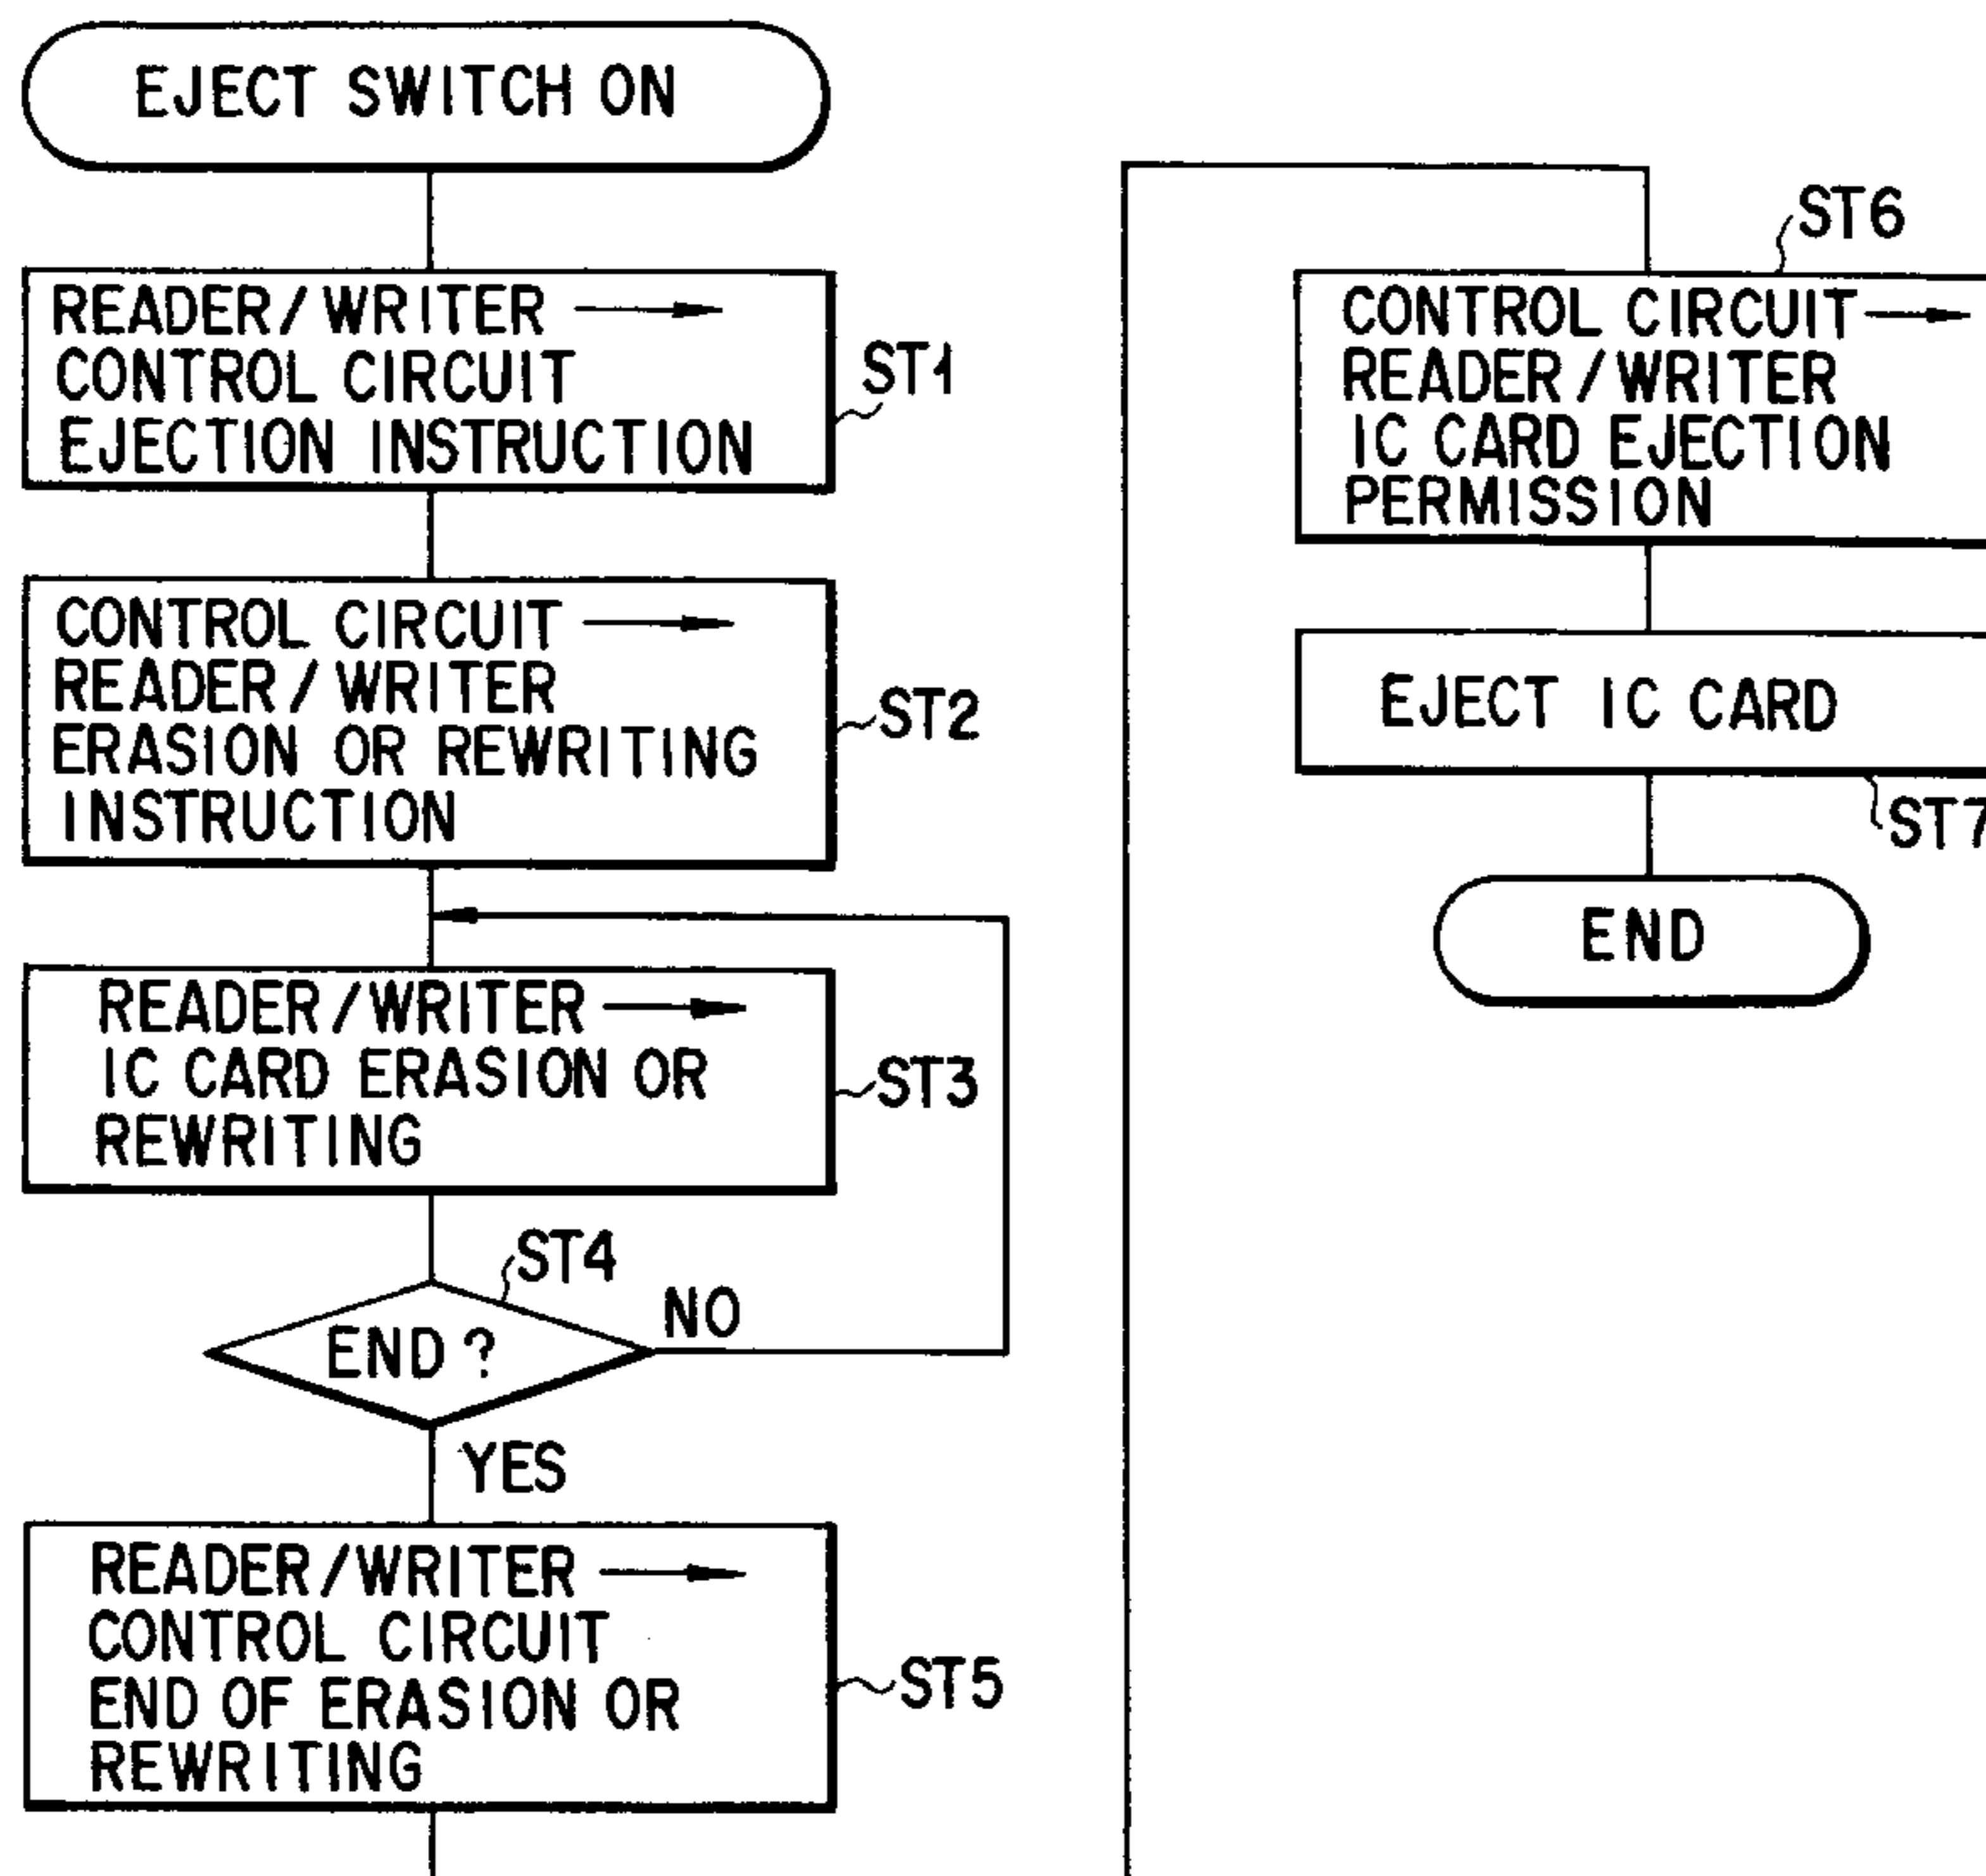 EJECT SWITCH ON
READER/WRITER →
CONTROL CIRCUIT
EJECTION INSTRUCTION
ST1
CONTROL CIRCUIT →
READER/WRITER
ERASION OR REWRITING
INSTRUCTION
ST2
READER/WRITER →
IC CARD ERASION OR
REWRITING
ST3
ST4
END?
NO
YES
READER/WRITER →
CONTROL CIRCUIT
END OF ERASION OR
REWRITING
ST5
ST6
CONTROL CIRCUIT →
READER/WRITER
IC CARD EJECTION
PERMISSION
EJECT IC CARD
ST7
END